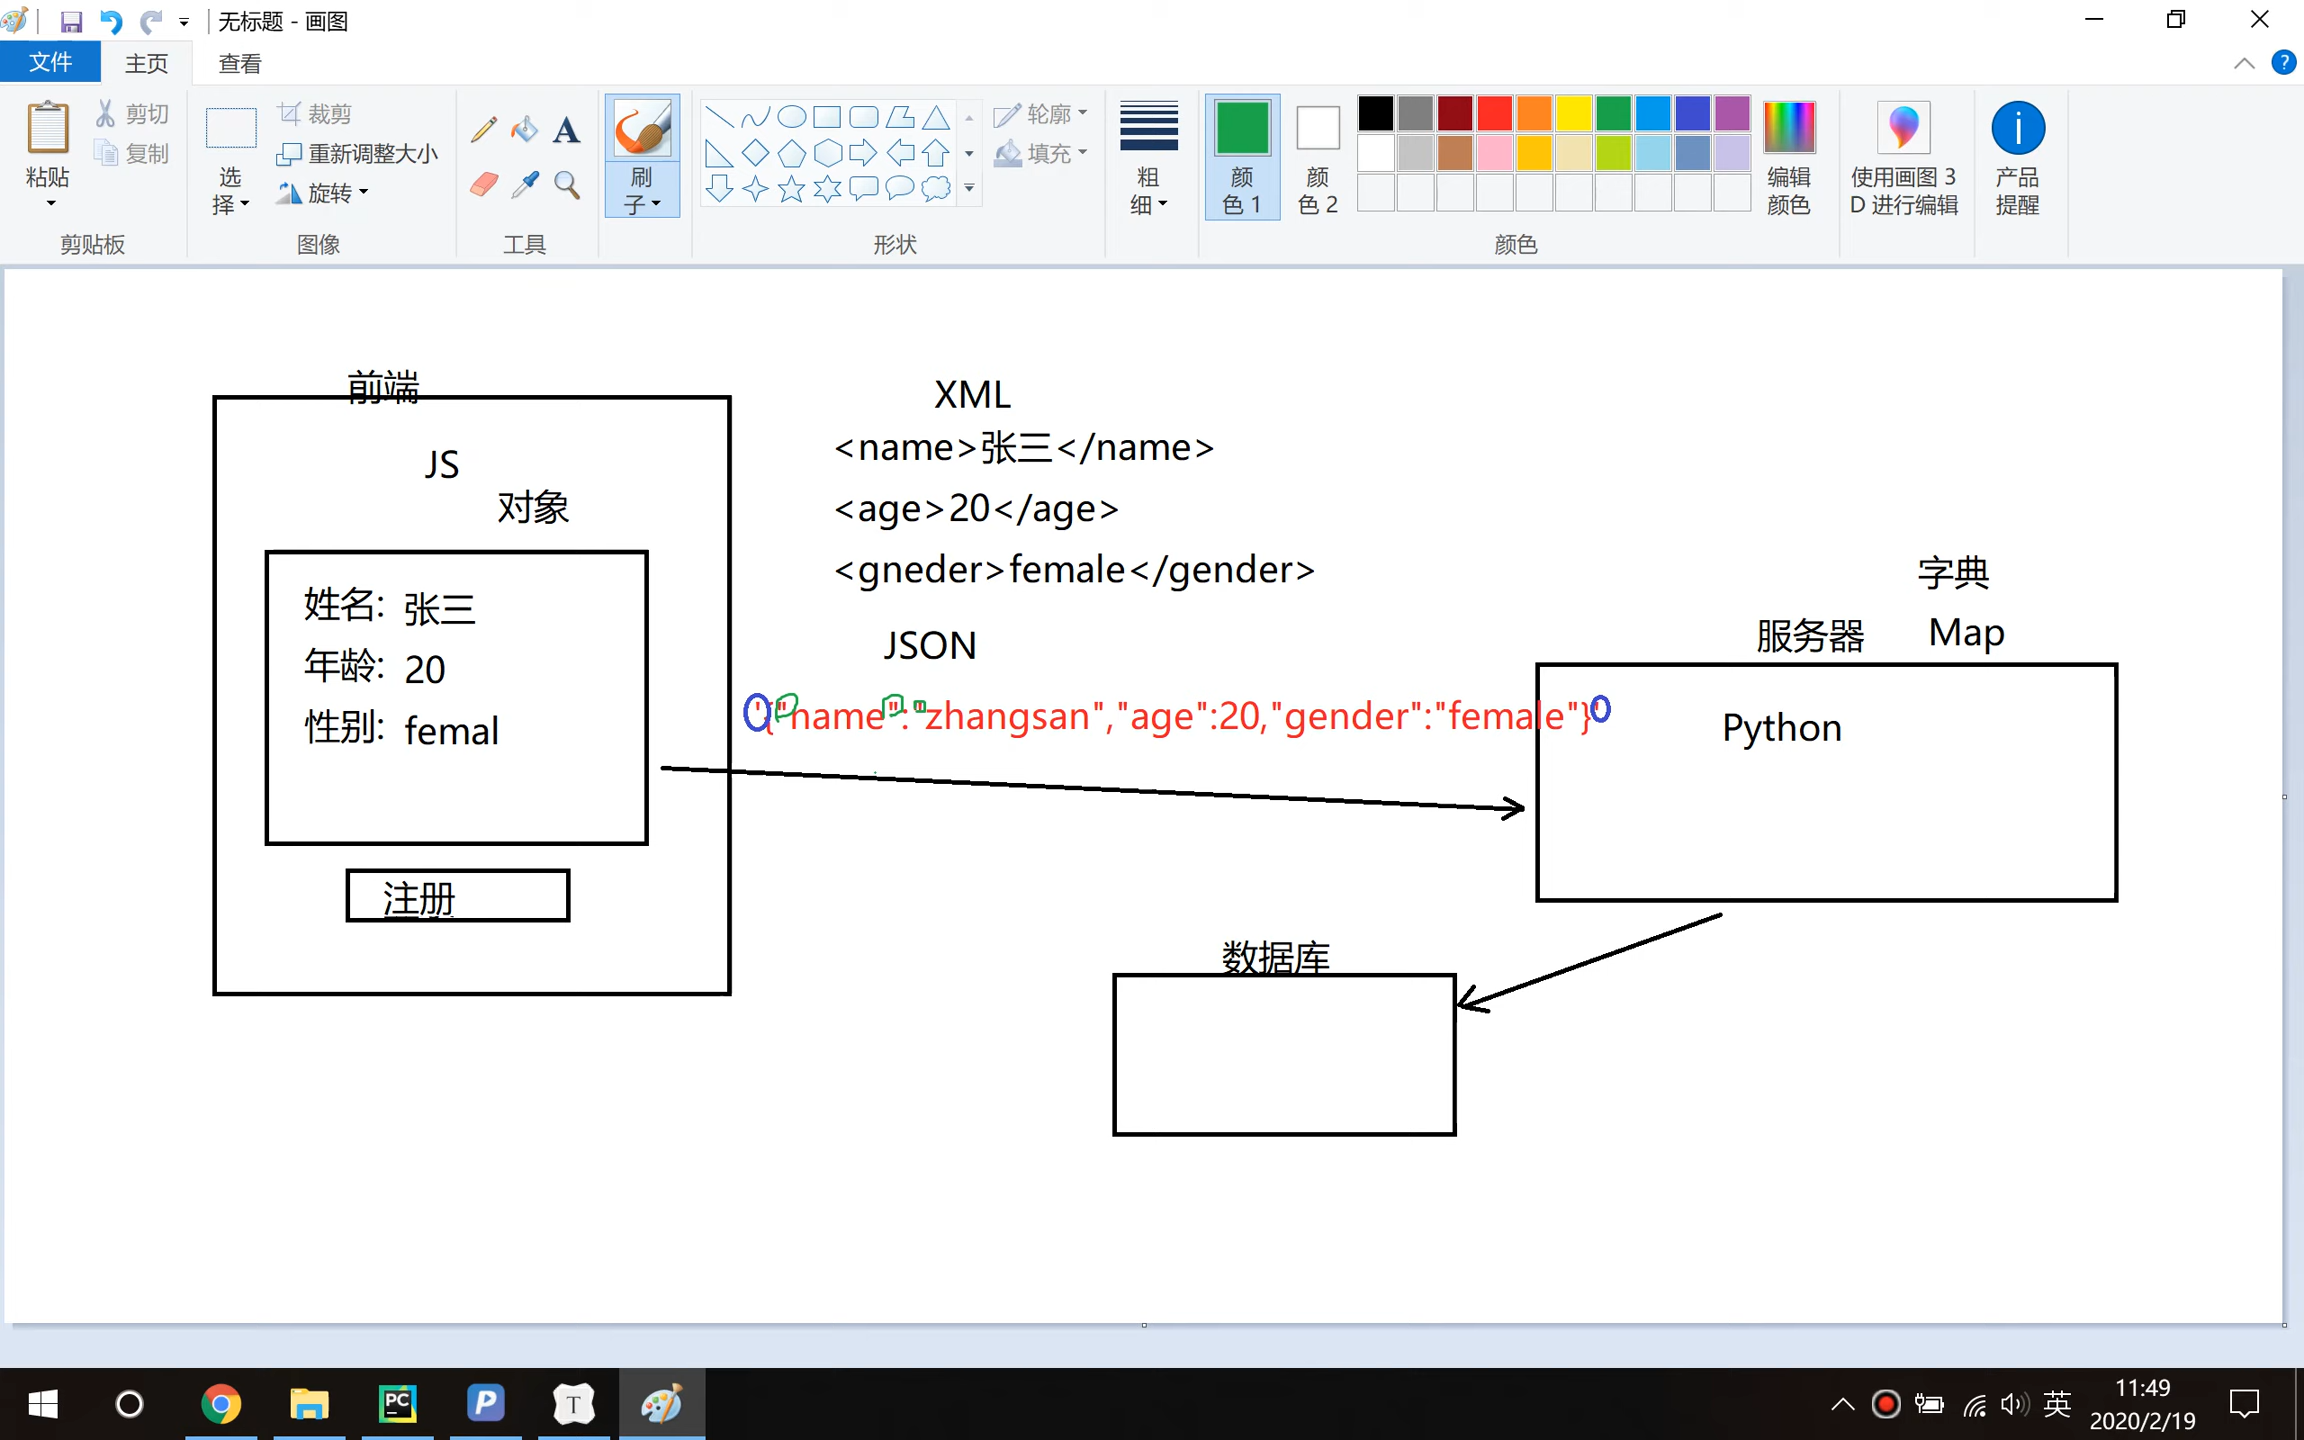 无标题 - 画图
文件 主页 查看
粘贴
剪切
复制
剪贴板
选择
裁剪
重新调整大小
旋转
图像
A
工具
刷子
形状
轮廓
填充
粗细
颜色 1
颜色 2
颜色
编辑颜色
使用画图 3D 进行编辑
产品提醒
前端
JS
对象
姓名: 张三
年龄: 20
性别: femal
注册
XML
<name>张三</name>
<age>20</age>
<gneder>female</gender>
JSON
'{"name":"zhangsan","age":20,"gender":"female"}'
字典
服务器 Map
Python
数据库
英
11:49
2020/2/19